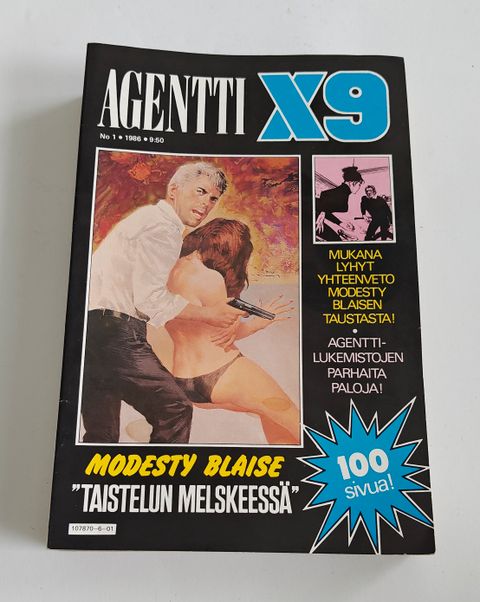 AGENTTI X9
No 1 • 1986 • 9:50
MUKANA
LYHYT
YHTEENVETO
MODESTY
BLAISEN
TAUSTASTA!
•
AGENTTI-
LUKEMISTOJEN
PARHAITA
PALOJA!
100
sivua!
MODESTY BLAISE
"TAISTELUN MELSKEESSÄ"
107870-6-01